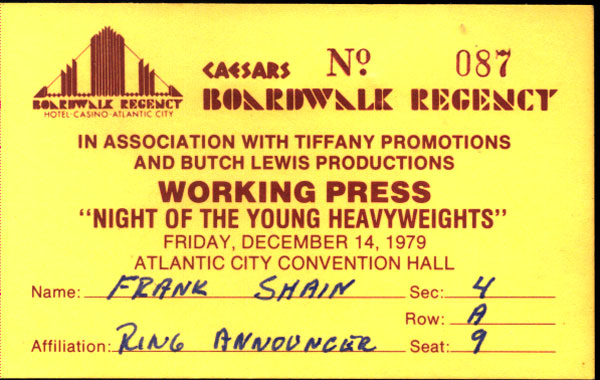 CAESARS Nº 087
BOARDWALK REGENCY
BOARDWALK REGENCY
HOTEL·CASINO·ATLANTIC CITY
IN ASSOCIATION WITH TIFFANY PROMOTIONS
AND BUTCH LEWIS PRODUCTIONS
WORKING PRESS
"NIGHT OF THE YOUNG HEAVYWEIGHTS"
FRIDAY, DECEMBER 14, 1979
ATLANTIC CITY CONVENTION HALL
Name: FRANK SHAIN Sec: 4
Row: A
Affiliation: RING ANNOUNCER Seat: 9